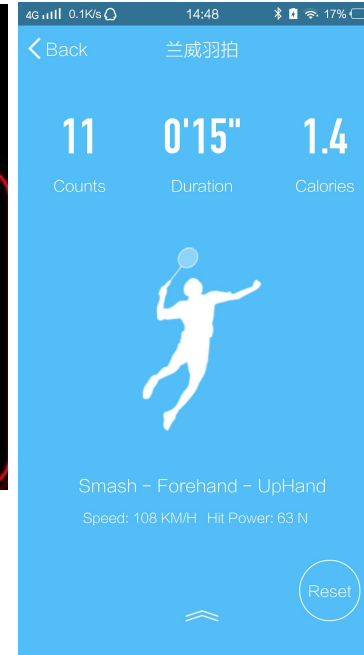 4G 0.1K/s 14:48 17%
Back 兰威羽拍
11 0'15" 1.4
Counts Duration Calories
Smash - Forehand - UpHand
Speed: 108 KM/H Hit Power: 63 N
Reset